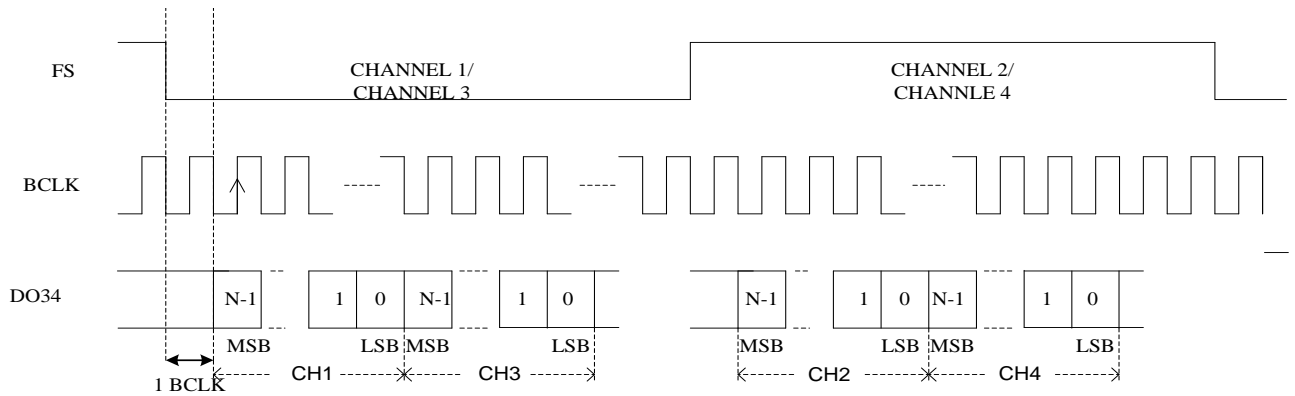 FS
CHANNEL 1/
CHANNEL 3
CHANNEL 2/
CHANNLE 4
BCLK
DO34
N-1 1 0 N-1 1 0 N-1 1 0 N-1 1 0
MSB LSB MSB LSB MSB LSB MSB LSB
CH1 CH3 CH2 CH4
1 BCLK